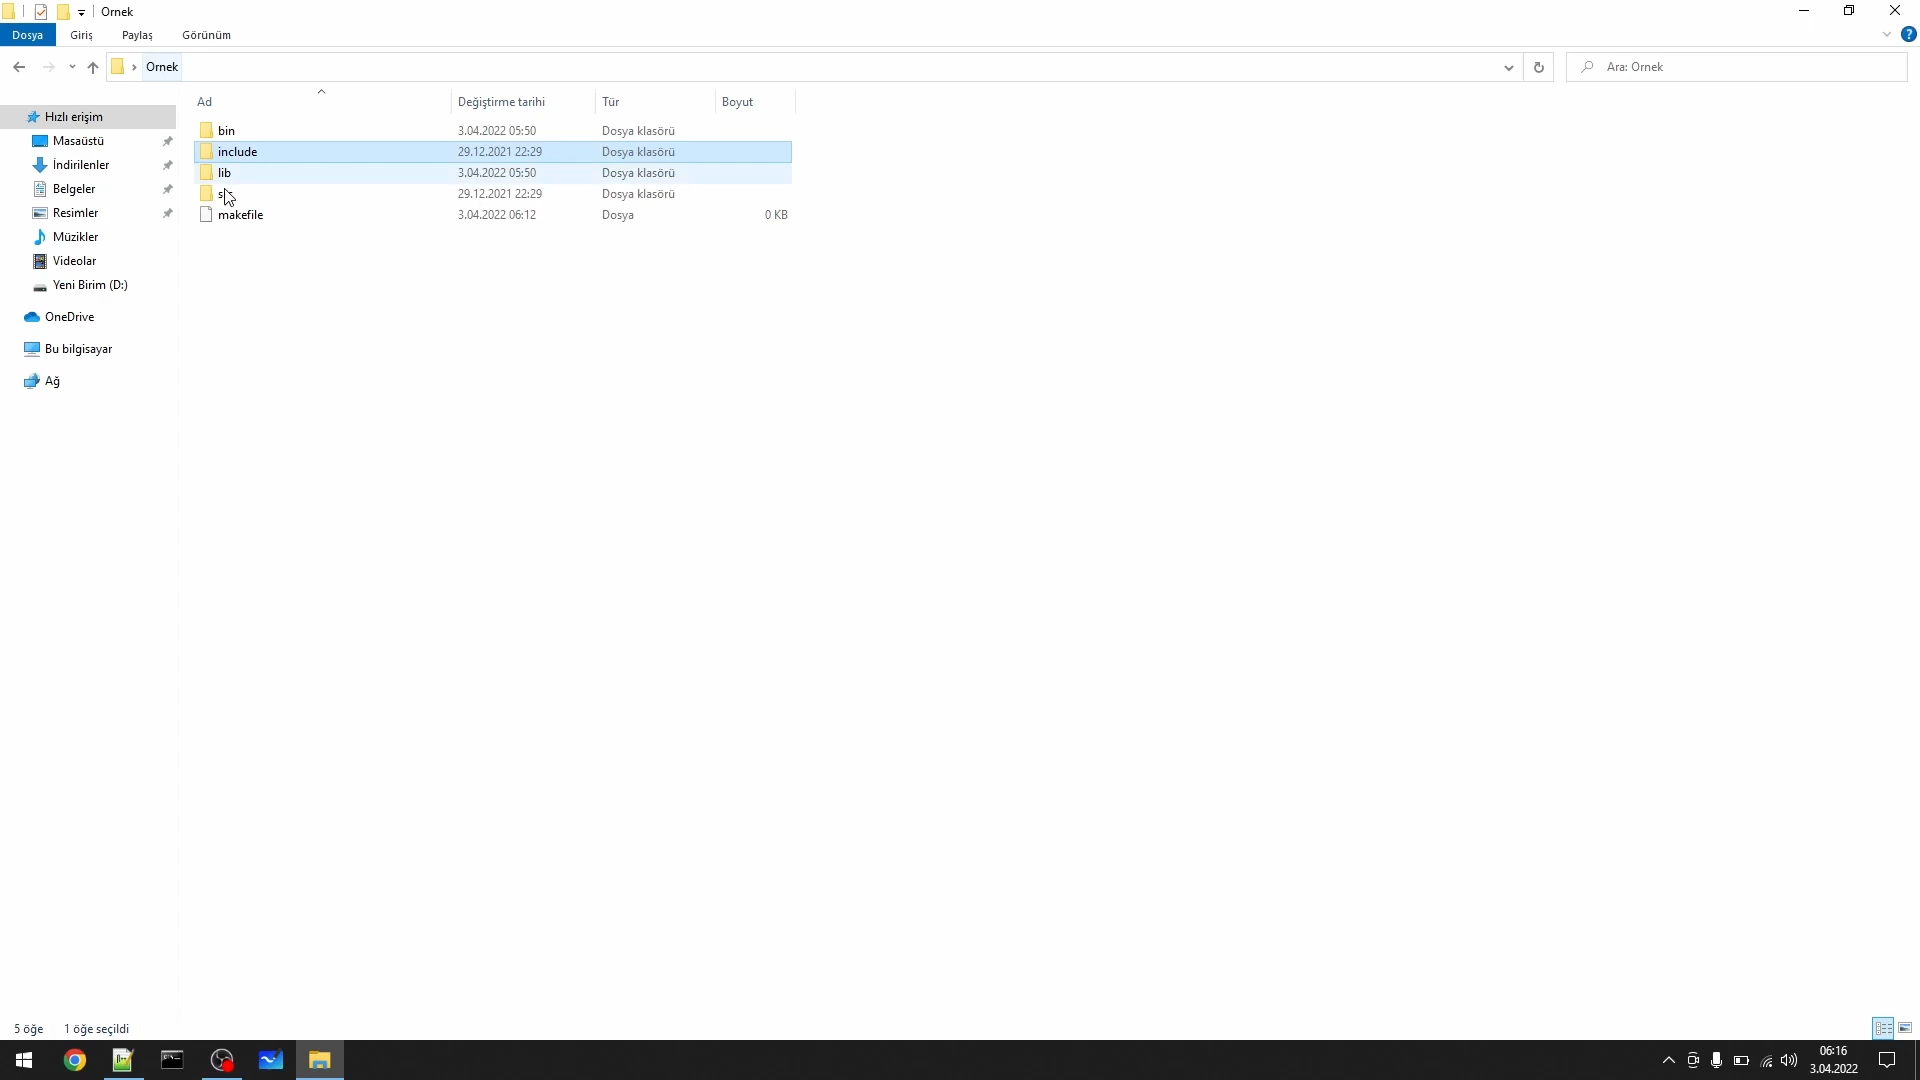 Ornek
Dosya Giriş Paylaş Görünüm
Ornek
Ara: Ornek
Ad Değiştirme tarihi Tür Boyut
Hızlı erişim
Masaüstü
İndirilenler
Belgeler
Resimler
Müzikler
Videolar
Yeni Birim (D:)
OneDrive
Bu bilgisayar
Ağ
bin 3.04.2022 05:50 Dosya klasörü
include 29.12.2021 22:29 Dosya klasörü
lib 3.04.2022 05:50 Dosya klasörü
29.12.2021 22:29 Dosya klasörü
makefile 3.04.2022 06:12 Dosya 0 KB
5 öğe 1 öğe seçildi
06:16
3.04.2022